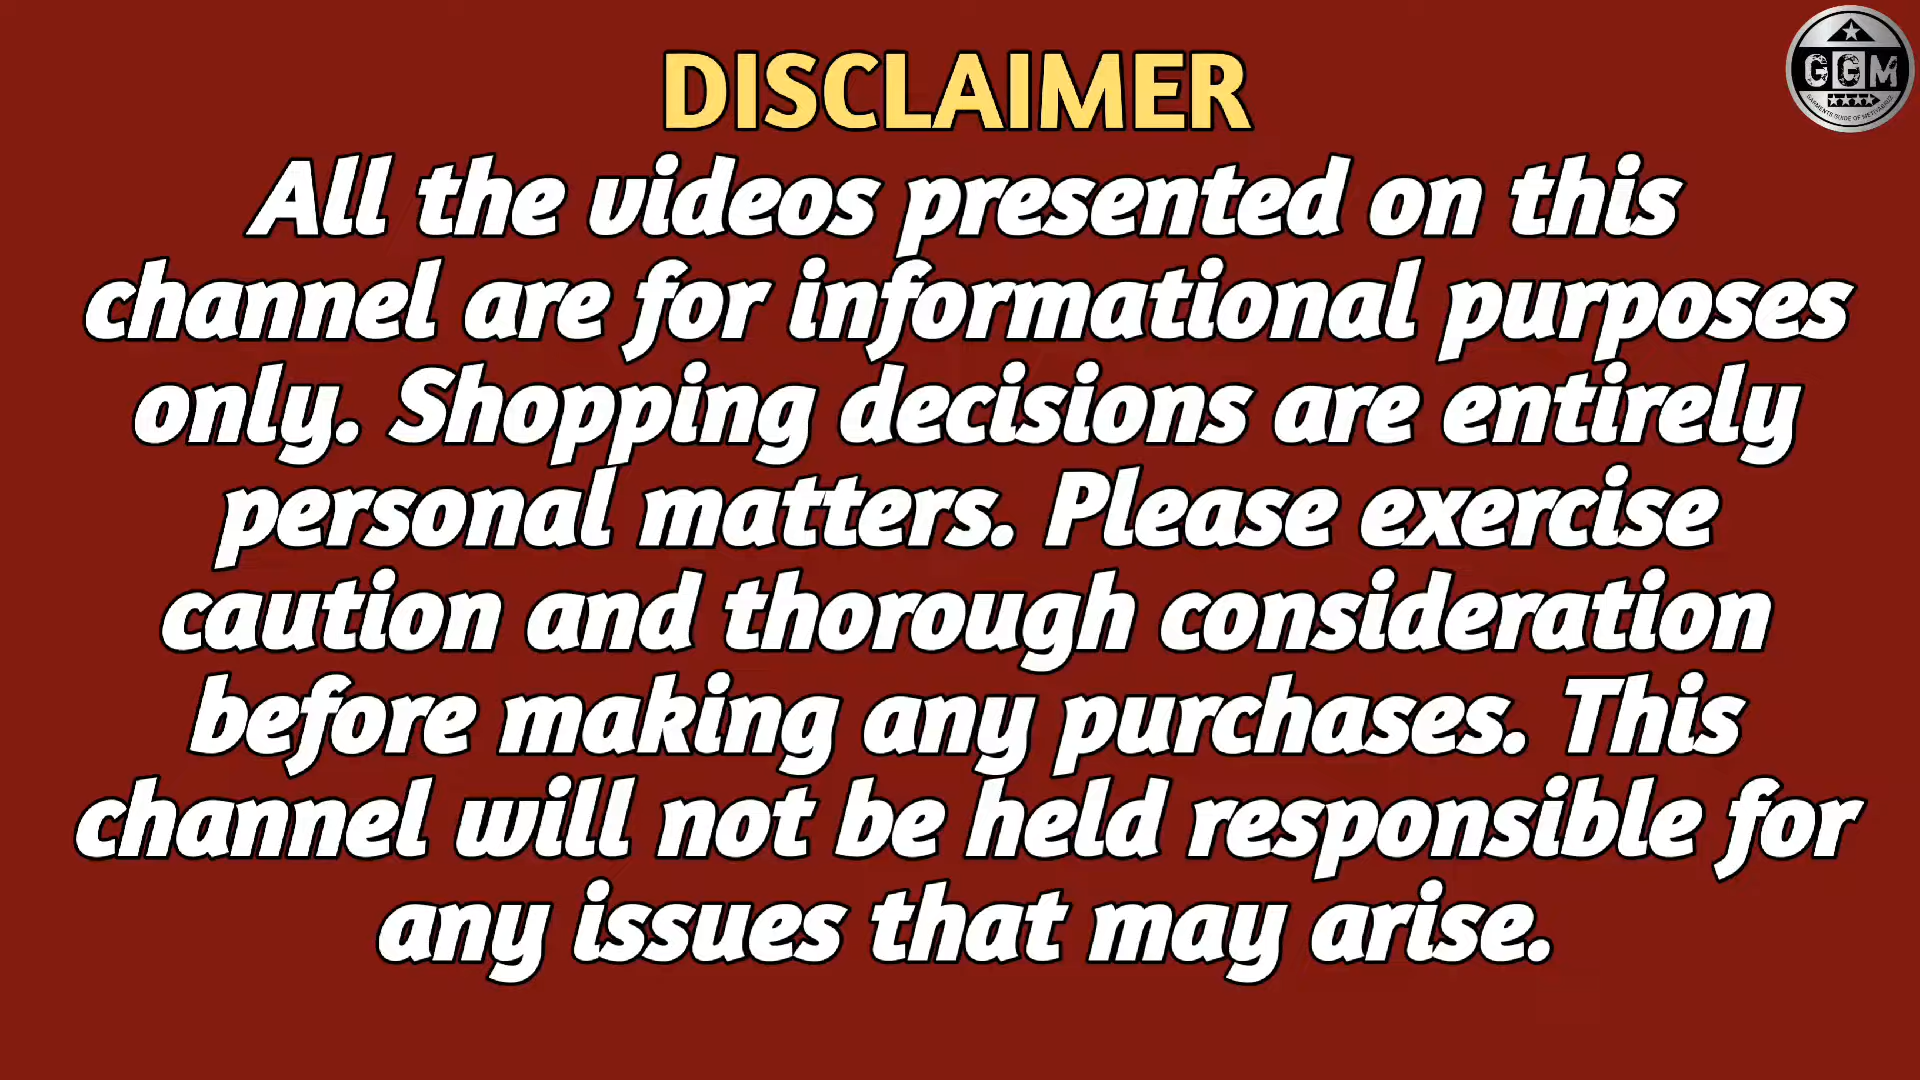 GGM
DISCLAIMER
All the videos presented on this
channel are for informational purposes
only. Shopping decisions are entirely
personal matters. Please exercise
caution and thorough consideration
before making any purchases. This
channel will not be held responsible for
any issues that may arise.